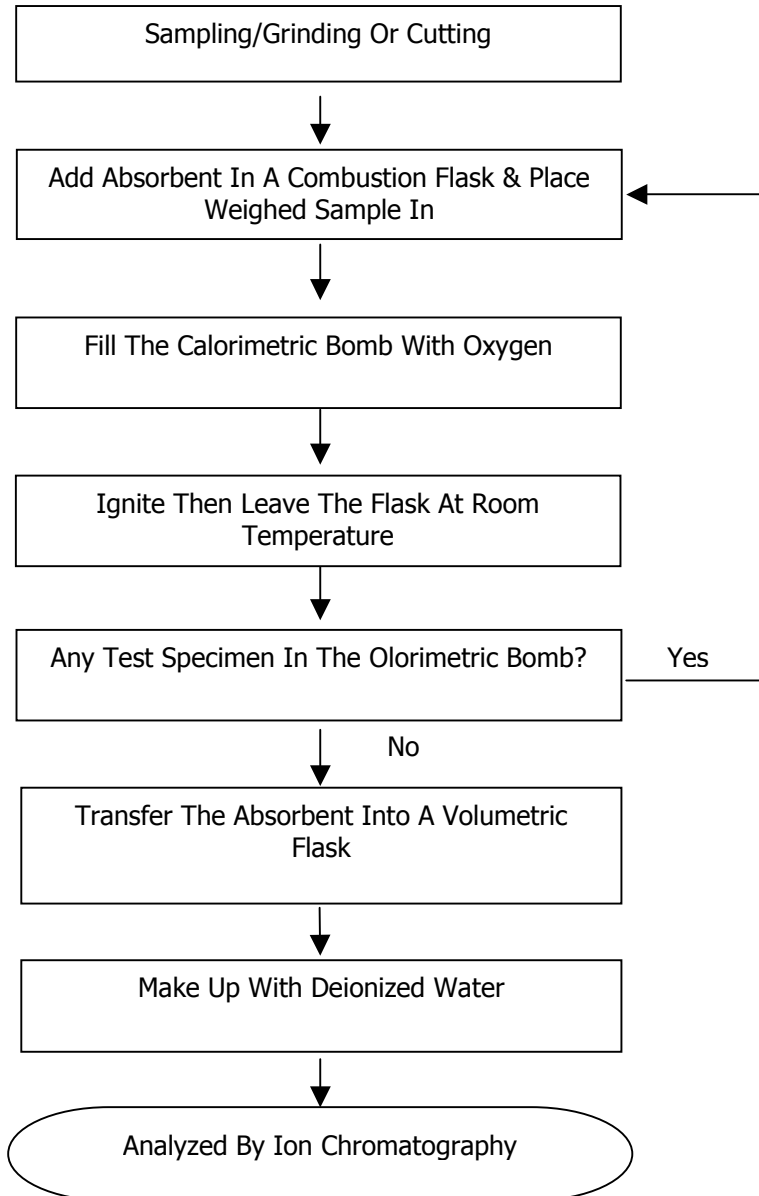 Sampling/Grinding Or Cutting
Add Absorbent In A Combustion Flask & Place
Weighed Sample In
Fill The Calorimetric Bomb With Oxygen
Ignite Then Leave The Flask At Room
Temperature
Any Test Specimen In The Olorimetric Bomb?
Yes
No
Transfer The Absorbent Into A Volumetric
Flask
Make Up With Deionized Water
Analyzed By Ion Chromatography